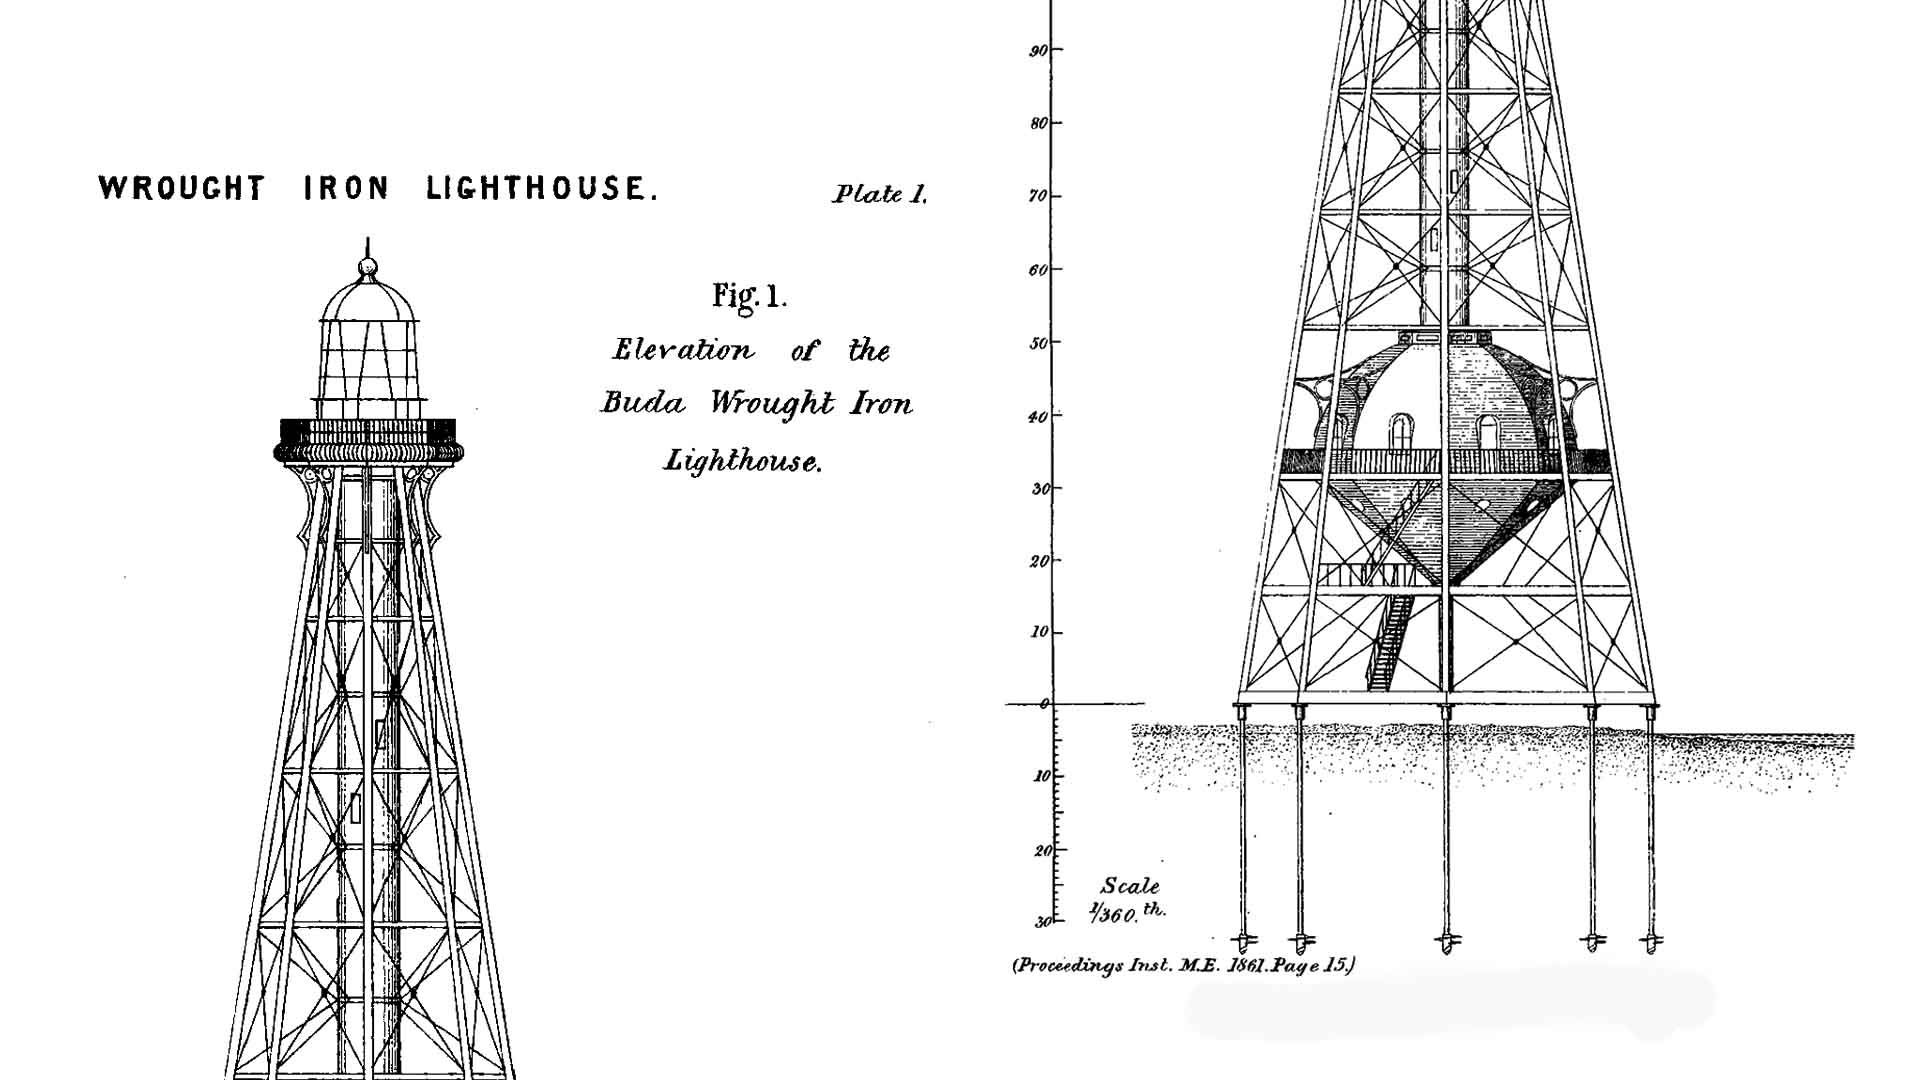 WROUGHT IRON LIGHTHOUSE.
Plate 1.
Fig. 1.
Elevation of the
Buda Wrought Iron
Lighthouse.
90
80
70
60
50
40
30
20
10
0
10
20
30
Scale
1/360.th.
(Proceedings Inst. M.E. 1861. Page 15.)